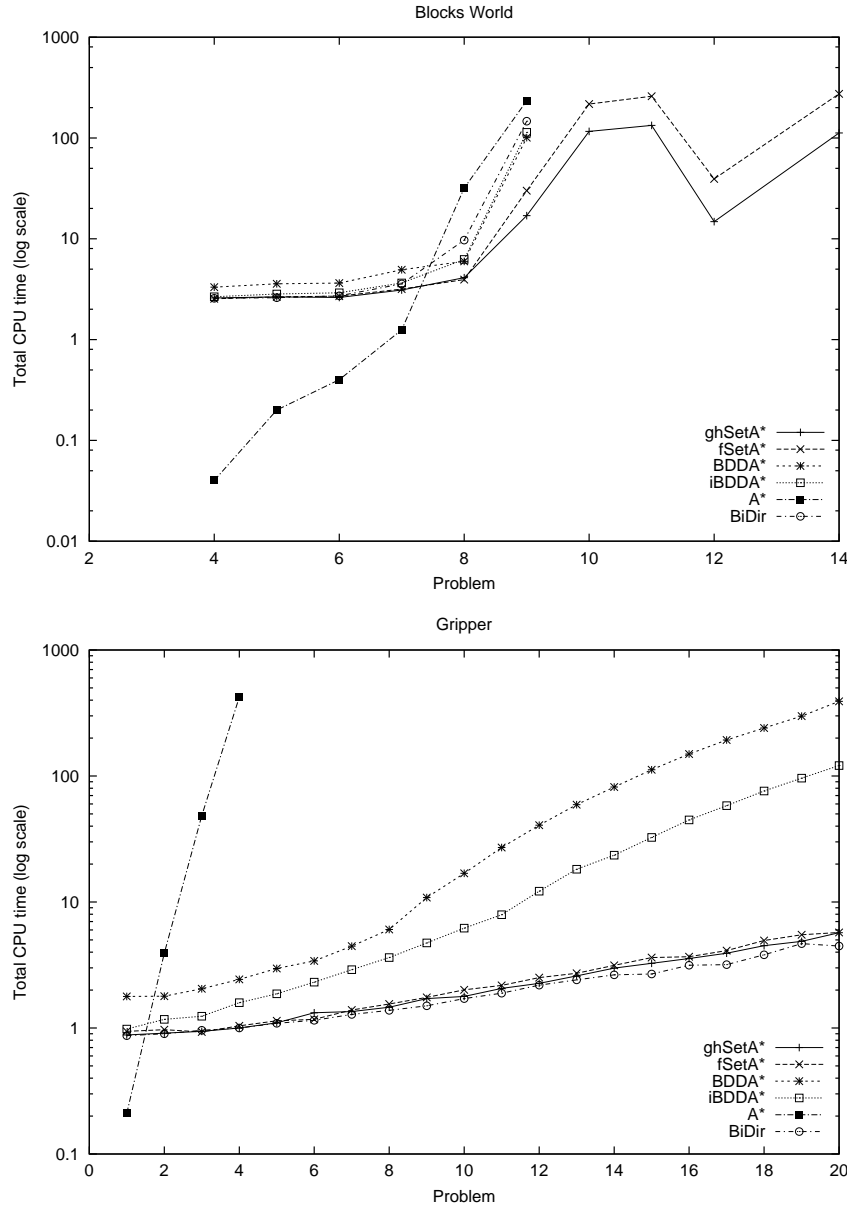 Blocks World
1000
100
10
1
0.1
0.01
Total CPU time (log scale)
2 4 6 8 10 12 14
Problem
ghSetA*
fSetA*
BDDA*
iBDDA*
A*
BiDir
Gripper
1000
100
10
1
0.1
Total CPU time (log scale)
0 2 4 6 8 10 12 14 16 18 20
Problem
ghSetA*
fSetA*
BDDA*
iBDDA*
A*
BiDir